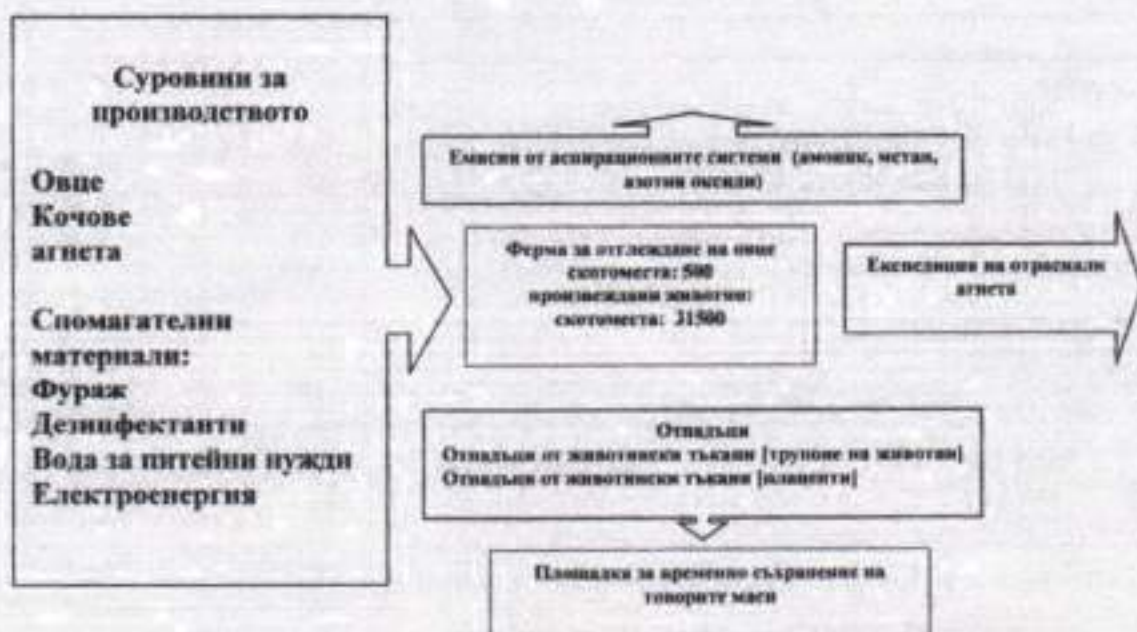 Суровини за
производството
Овце
Кочове
агнета
Спомагателни
материали:
Фураж
Дезинфектанти
Вода за питейни нужди
Електроенергия
Емисии от аспирационните системи (амоняк, метан,
азотни оксиди)
Ферма за отглеждане на овце
скотоместа: 500
произвеждани животни:
скотоместа: 31500
Експедиция на отраснали
агнета
Отпадъци
Отпадъци от животински тъкани [трупове на животни]
Отпадъци от животински тъкани [плаценти]
Площадка за временно съхранение на
торните маси